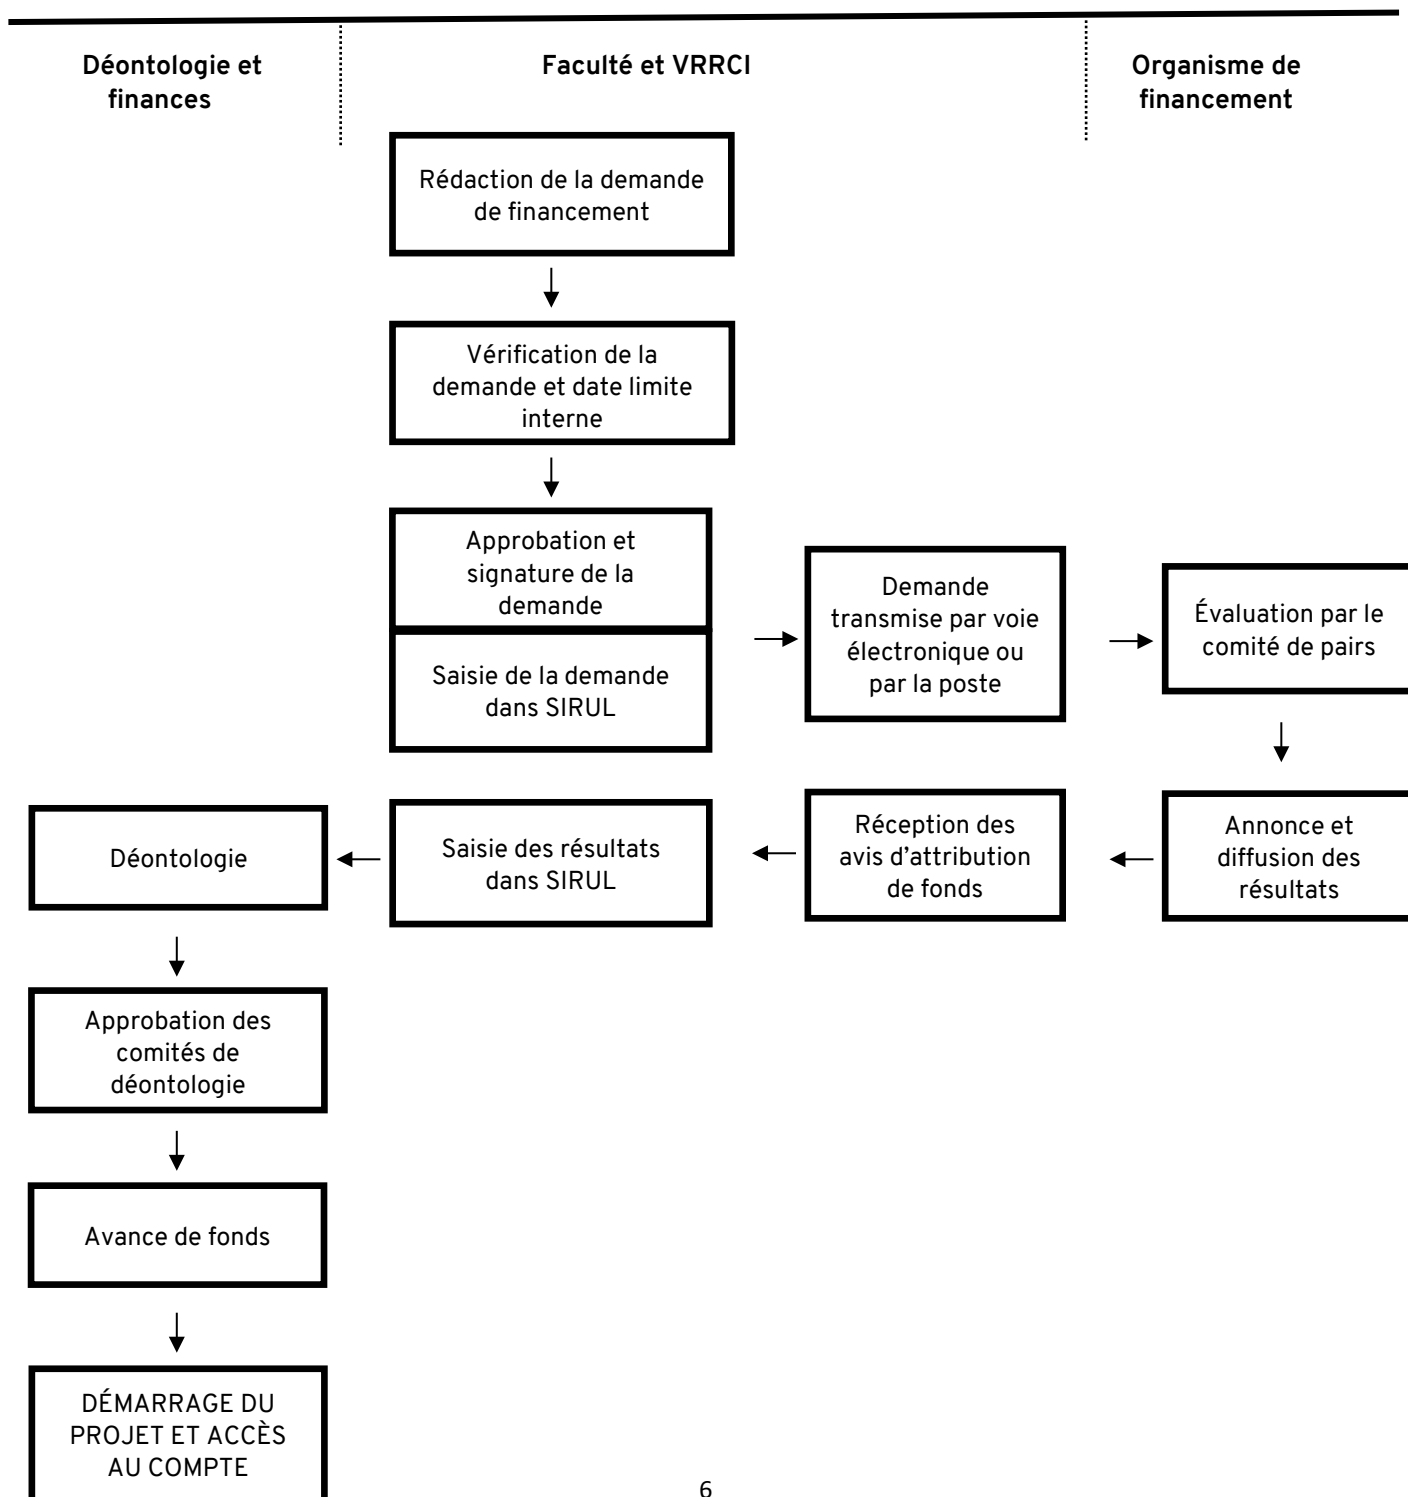 Déontologie et
finances
Faculté et VRRCI
Organisme de
financement
Rédaction de la demande
de financement
Vérification de la
demande et date limite
interne
Approbation et
signature de la
demande
Saisie de la demande
dans SIRUL
Demande
transmise par voie
électronique ou
par la poste
Évaluation par le
comité de pairs
Annonce et
diffusion des
résultats
Réception des
avis d'attribution
de fonds
Saisie des résultats
dans SIRUL
Déontologie
Approbation des
comités de
déontologie
Avance de fonds
DÉMARRAGE DU
PROJET ET ACCÈS
AU COMPTE
6